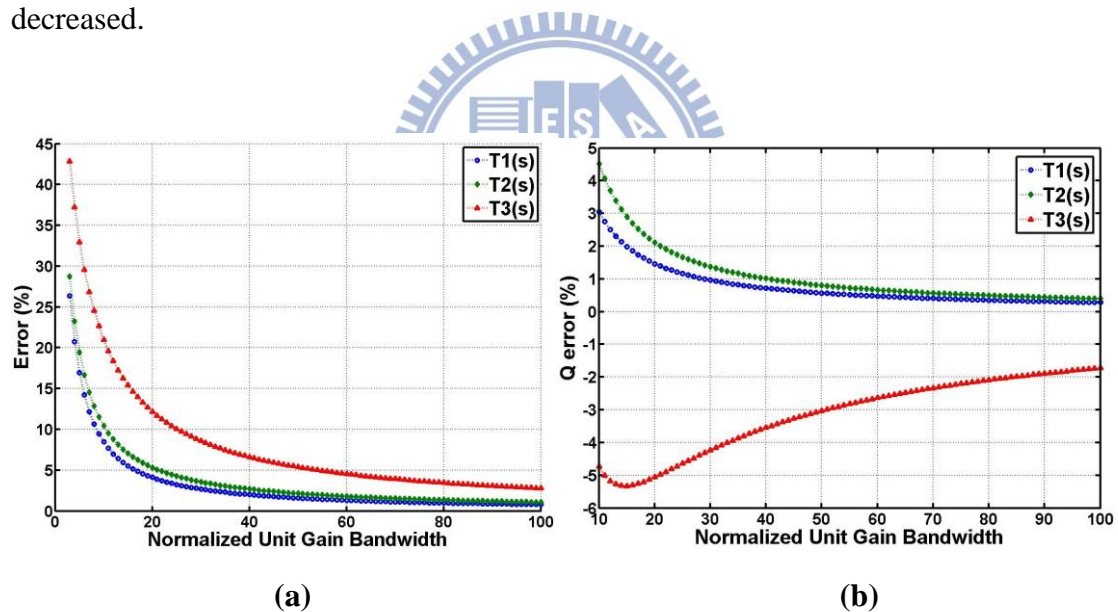 decreased.
E S A
45
40
35
30
25
20
15
10
5
0
Error (%)
0 20 40 60 80 100
Normalized Unit Gain Bandwidth
T1(s)
T2(s)
T3(s)
5
4
3
2
1
0
-1
-2
-3
-4
-5
-6
Q error (%)
10 20 30 40 50 60 70 80 90 100
Normalized Unit Gain Bandwidth
T1(s)
T2(s)
T3(s)
(a) (b)